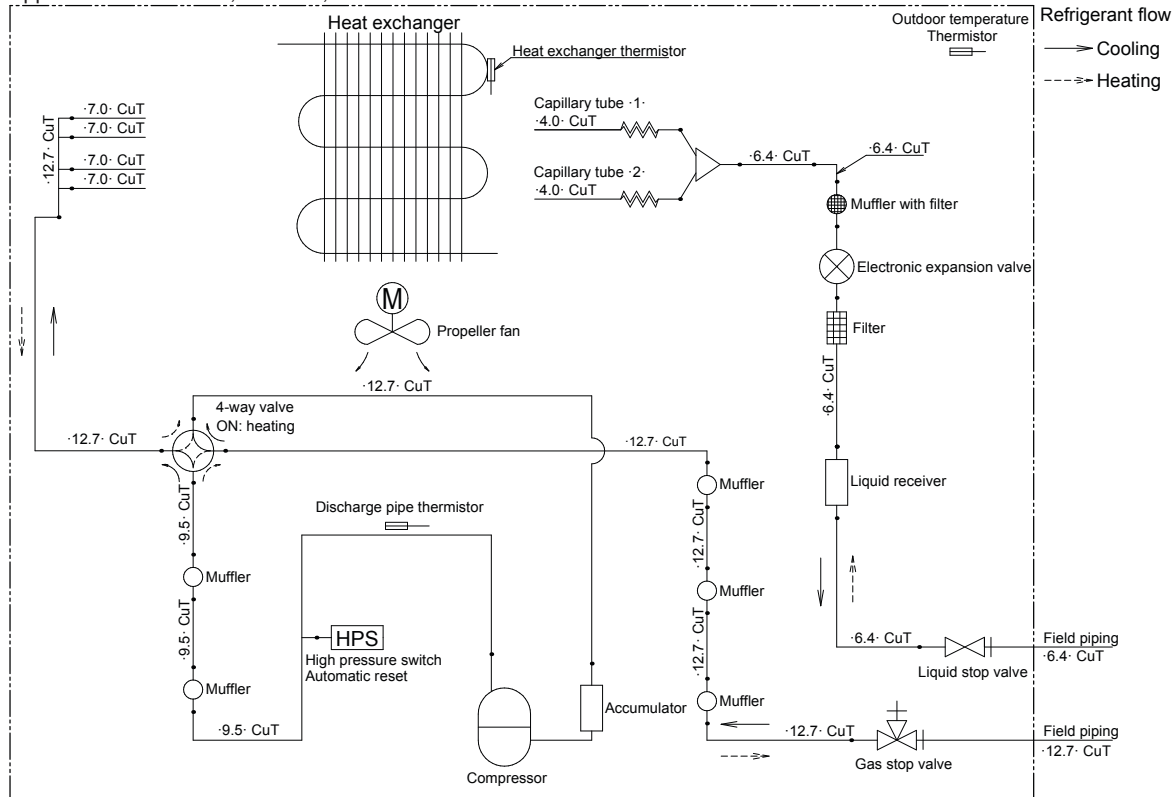 Heat exchanger
Outdoor temperature
Thermistor
Refrigerant flow
Cooling
Heating
Heat exchanger thermistor
·7.0· CuT
·7.0· CuT
·7.0· CuT
·7.0· CuT
·12.7· CuT
Capillary tube ·1·
·4.0· CuT
Capillary tube ·2·
·4.0· CuT
·6.4· CuT
·6.4· CuT
Muffler with filter
Electronic expansion valve
Filter
·6.4· CuT
Liquid receiver
M
Propeller fan
·12.7· CuT
4-way valve
ON: heating
·12.7· CuT
·12.7· CuT
·9.5· CuT
Muffler
·9.5· CuT
Muffler
·9.5· CuT
Discharge pipe thermistor
HPS
High pressure switch
Automatic reset
Compressor
Accumulator
Muffler
·12.7· CuT
Muffler
·12.7· CuT
Muffler
·6.4· CuT
Liquid stop valve
Field piping
·6.4· CuT
·12.7· CuT
Gas stop valve
Field piping
·12.7· CuT